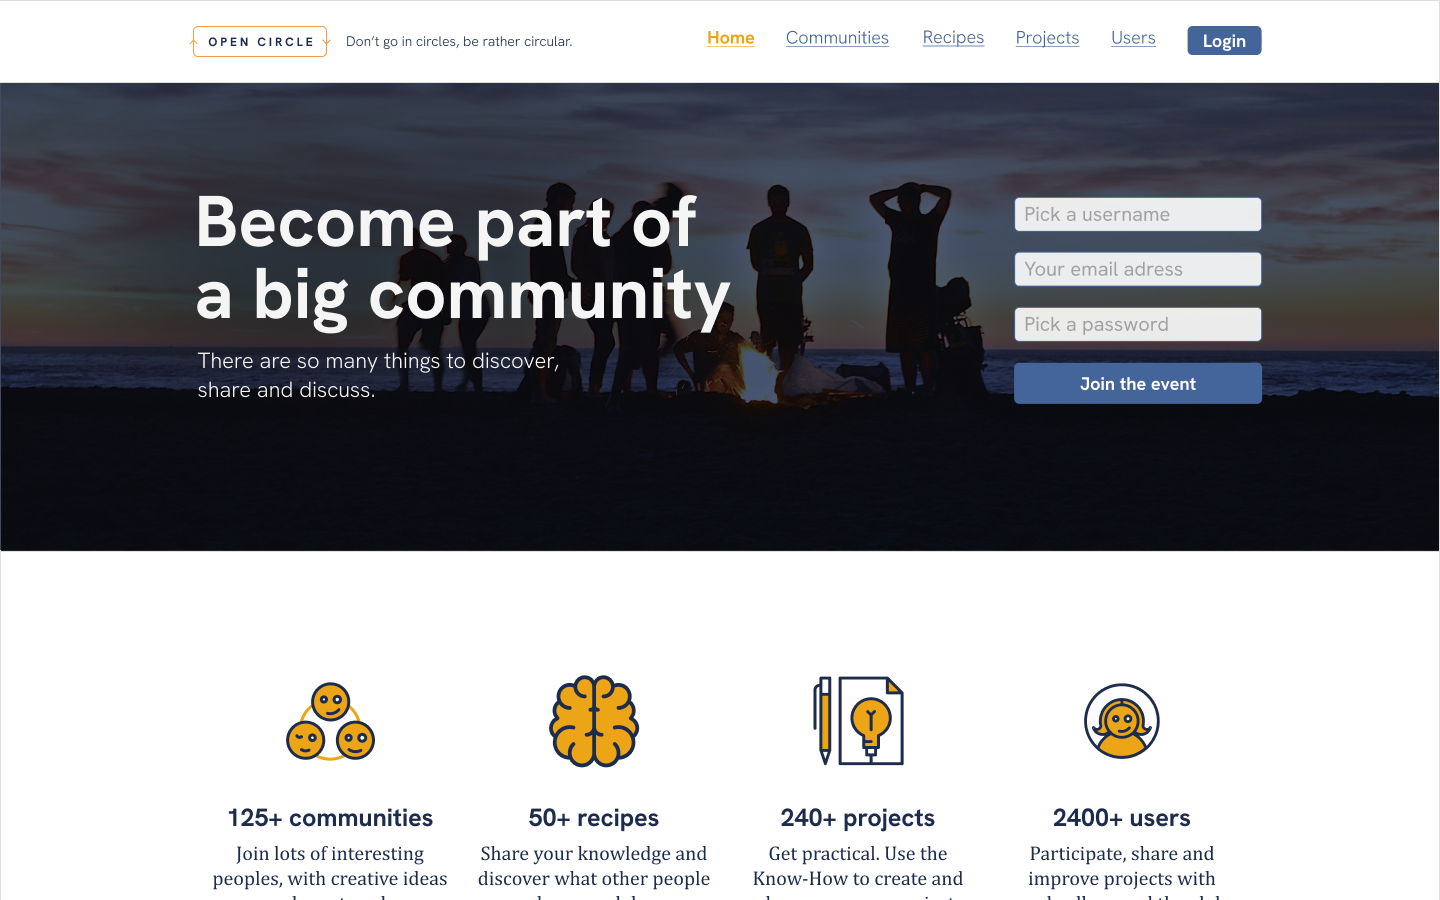 OPEN CIRCLE
Don’t go in circles, be rather circular.
Home
Communities
Recipes
Projects
Users
Login
Become part of
a big community
There are so many things to discover,
share and discuss.
Pick a username
Your email adress
Pick a password
Join the event
125+ communities
Join lots of interesting
peoples, with creative ideas
50+ recipes
Share your knowledge and
discover what other people
240+ projects
Get practical. Use the
Know-How to create and
2400+ users
Participate, share and
improve projects with